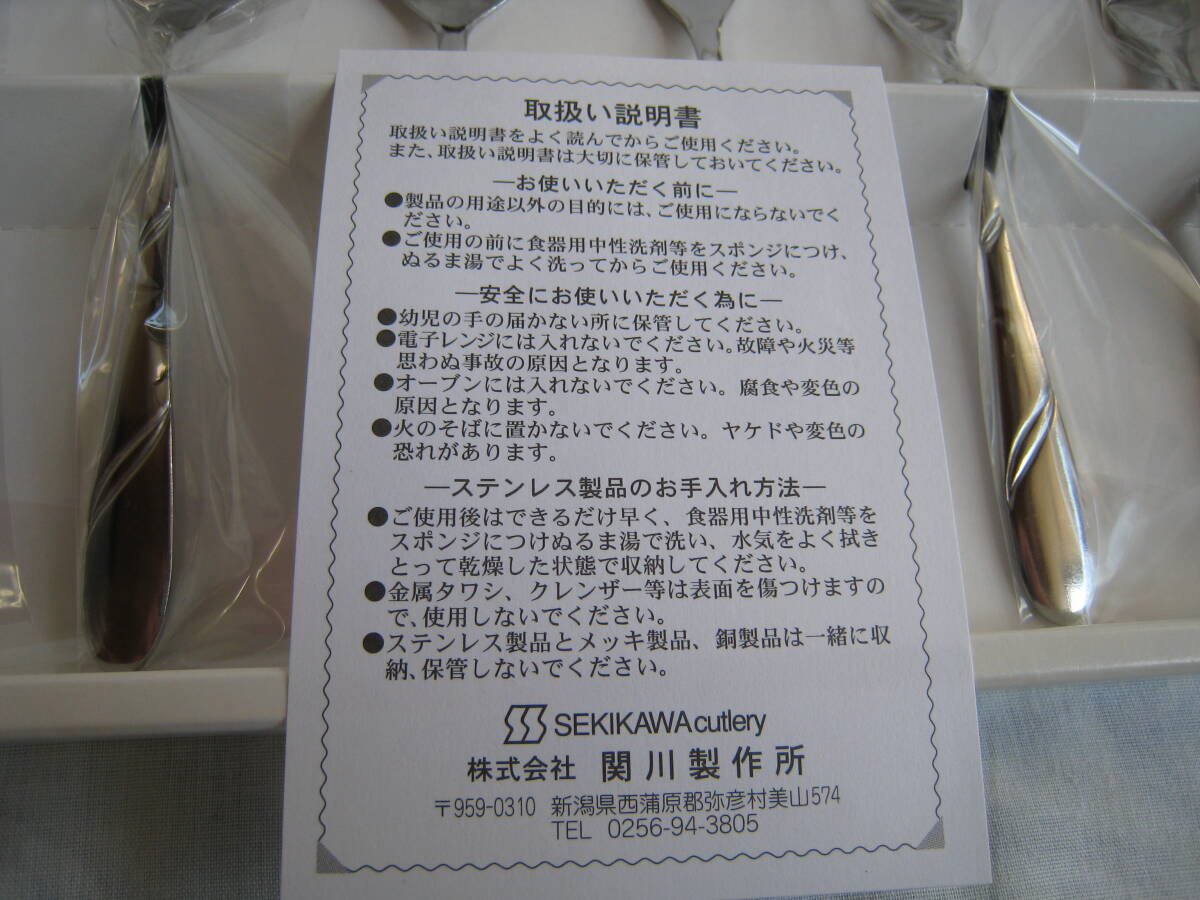 取扱い説明書
取扱い説明書をよく読んでからご使用ください。
また、取扱い説明書は大切に保管しておいてください。
―お使いいただく前に―
●製品の用途以外の目的には、ご使用にならないでく
ださい。
●ご使用の前に食器用中性洗剤等をスポンジにつけ、
ぬるま湯でよく洗ってからご使用ください。
―安全にお使いいただく為に―
●幼児の手の届かない所に保管してください。
●電子レンジには入れないでください。故障や火災等
思わぬ事故の原因となります。
●オーブンには入れないでください。腐食や変色の
原因となります。
●火のそばに置かないでください。ヤケドや変色の
恐れがあります。
―ステンレス製品のお手入れ方法―
●ご使用後はできるだけ早く、食器用中性洗剤等を
スポンジにつけぬるま湯で洗い、水気をよく拭き
とって乾燥した状態で収納してください。
●金属タワシ、クレンザー等は表面を傷つけますの
で、使用しないでください。
●ステンレス製品とメッキ製品、銅製品は一緒に収
納、保管しないでください。
SEKIKAWA cutlery
株式会社 関川製作所
〒959-0310 新潟県西蒲原郡弥彦村美山574
TEL 0256-94-3805